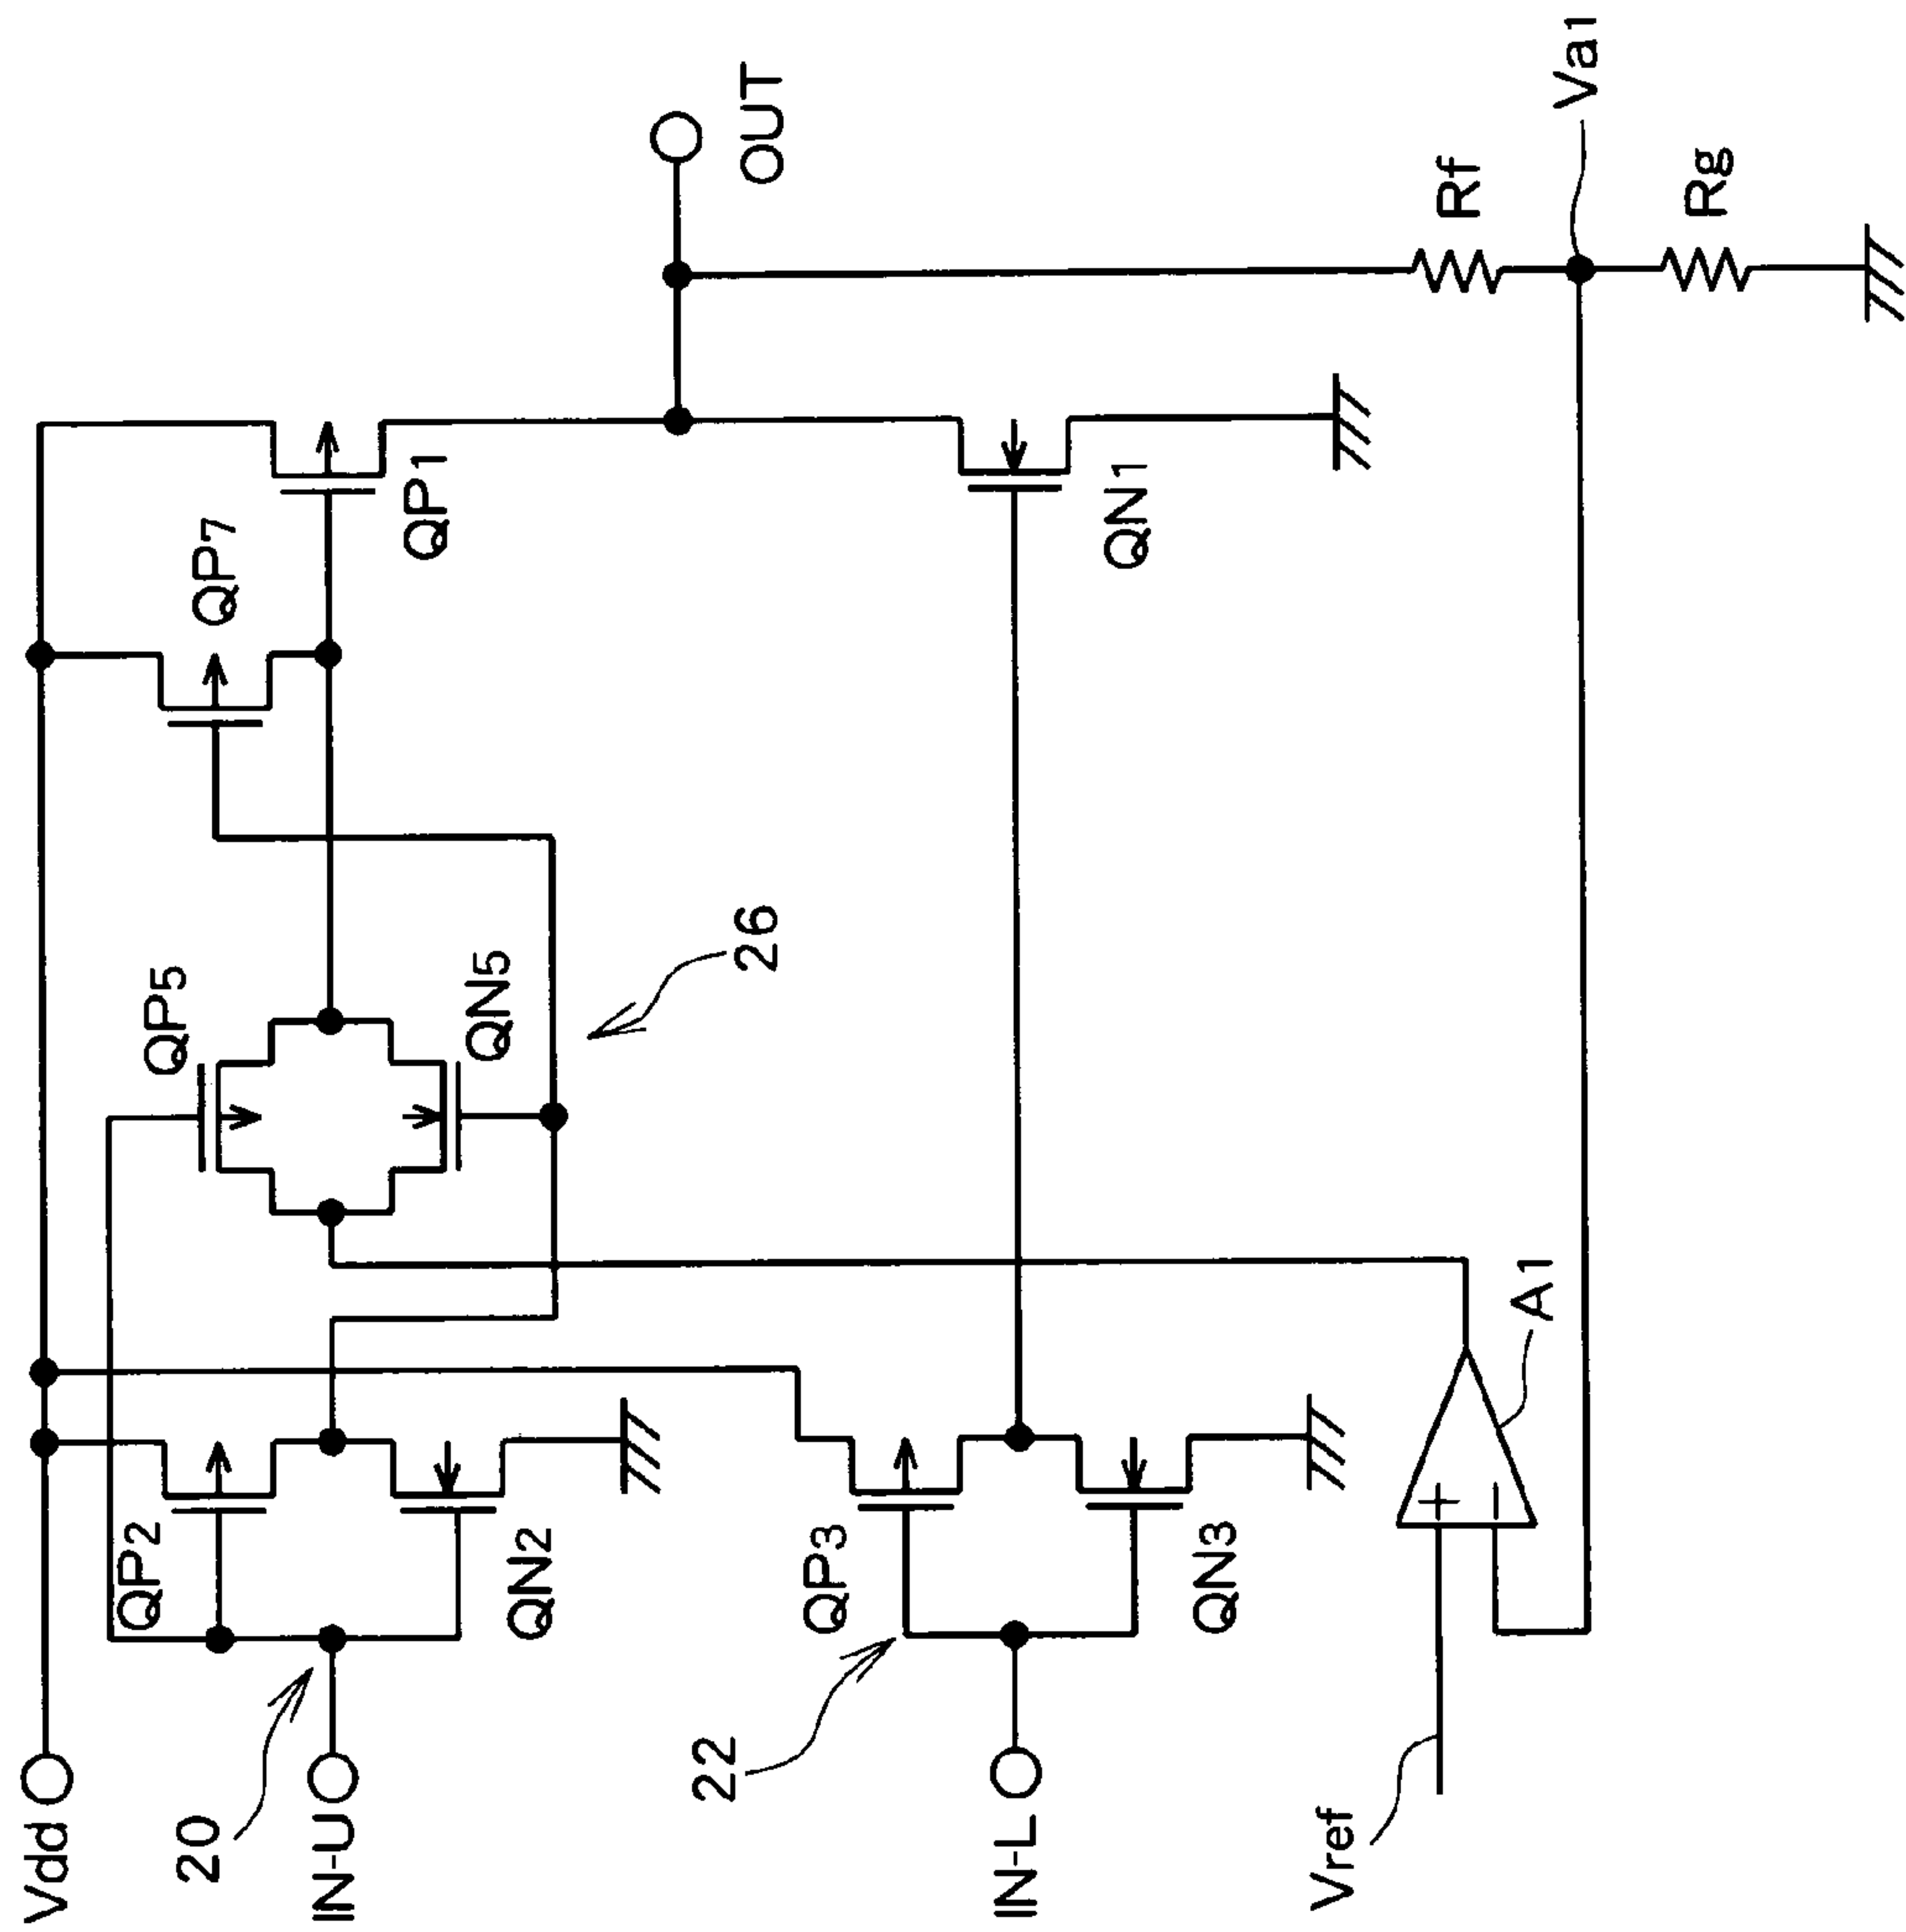 Vdd
QP2
QP5
QP7
QP1
20
IN-U
QN2
QN5
26
OUT
22
QP3
IN-L
QN3
QN1
Vref
+
−
A1
Rf
Va1
Rg